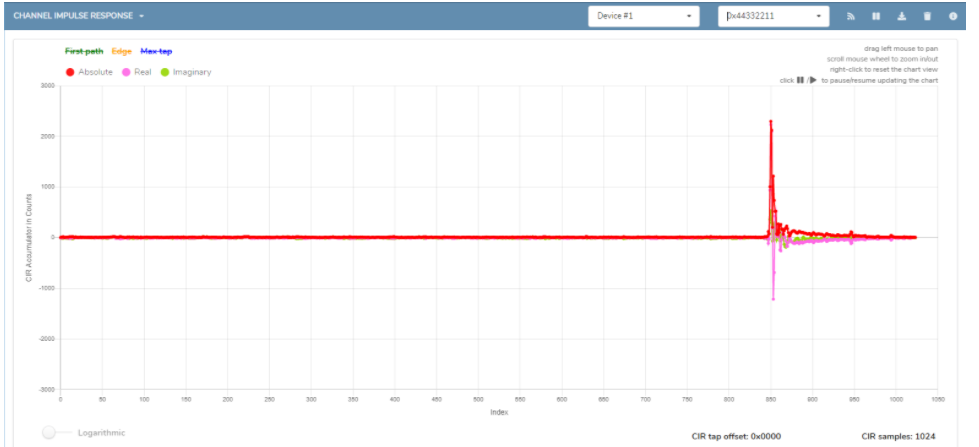 CHANNEL IMPULSE RESPONSE
Device #1
0x44332211
First path Edge Max tap
Absolute Real Imaginary
drag left mouse to pan
scroll mouse wheel to zoom in/out
right-click to reset the chart view
click / to pause/resume updating the chart
3000
2000
1000
0
-1000
-2000
-3000
CIR Accumulator in Counts
0 50 100 150 200 250 300 350 400 450 500 550 600 650 700 750 800 850 900 950 1000 1050
Index
Logarithmic
CIR tap offset: 0x0000
CIR samples: 1024